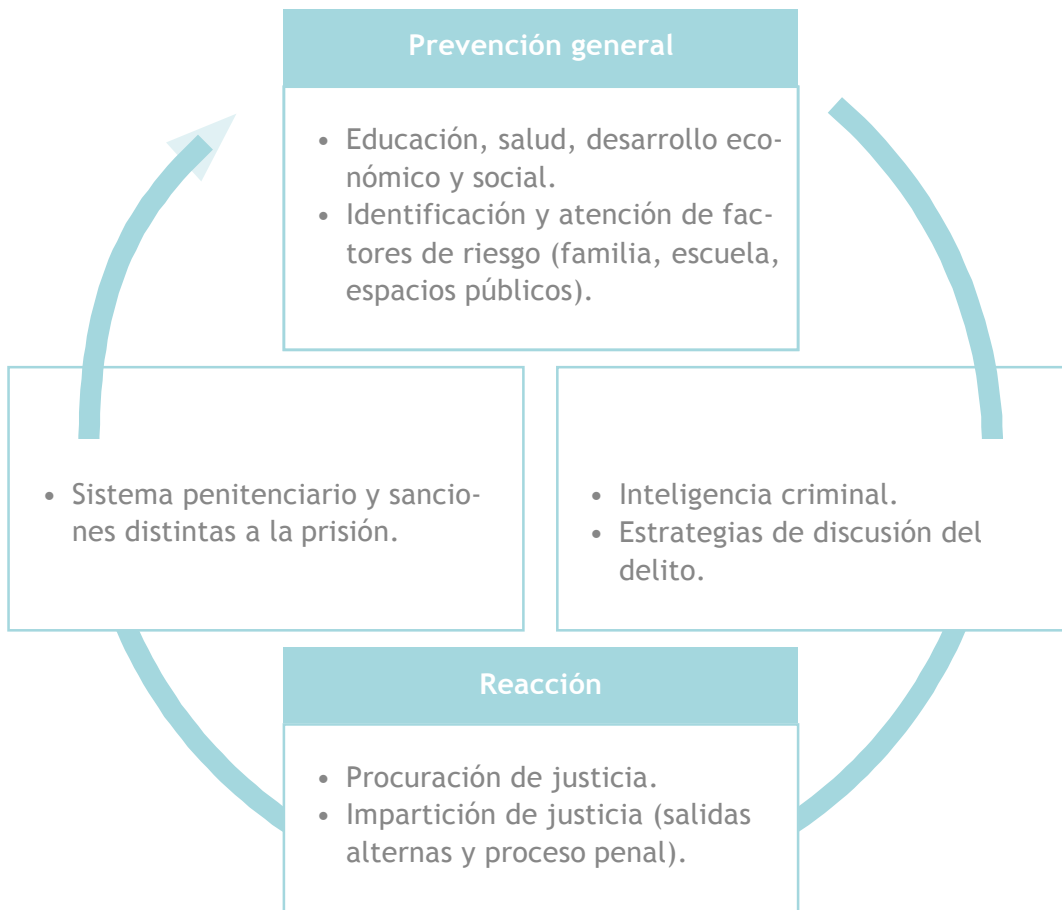 Prevención general
• Educación, salud, desarrollo eco-
nómico y social.
• Identificación y atención de fac-
tores de riesgo (familia, escuela,
espacios públicos).
• Sistema penitenciario y sancio-
nes distintas a la prisión.
• Inteligencia criminal.
• Estrategias de discusión del
delito.
Reacción
• Procuración de justicia.
• Impartición de justicia (salidas
alternas y proceso penal).